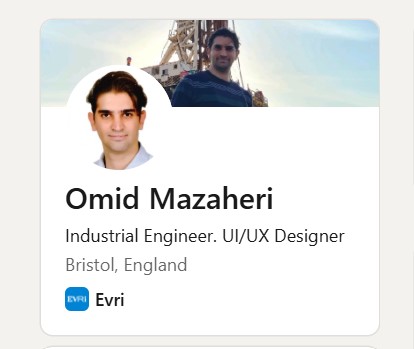 Omid Mazaheri
Industrial Engineer. UI/UX Designer
Bristol, England
EVRI Evri